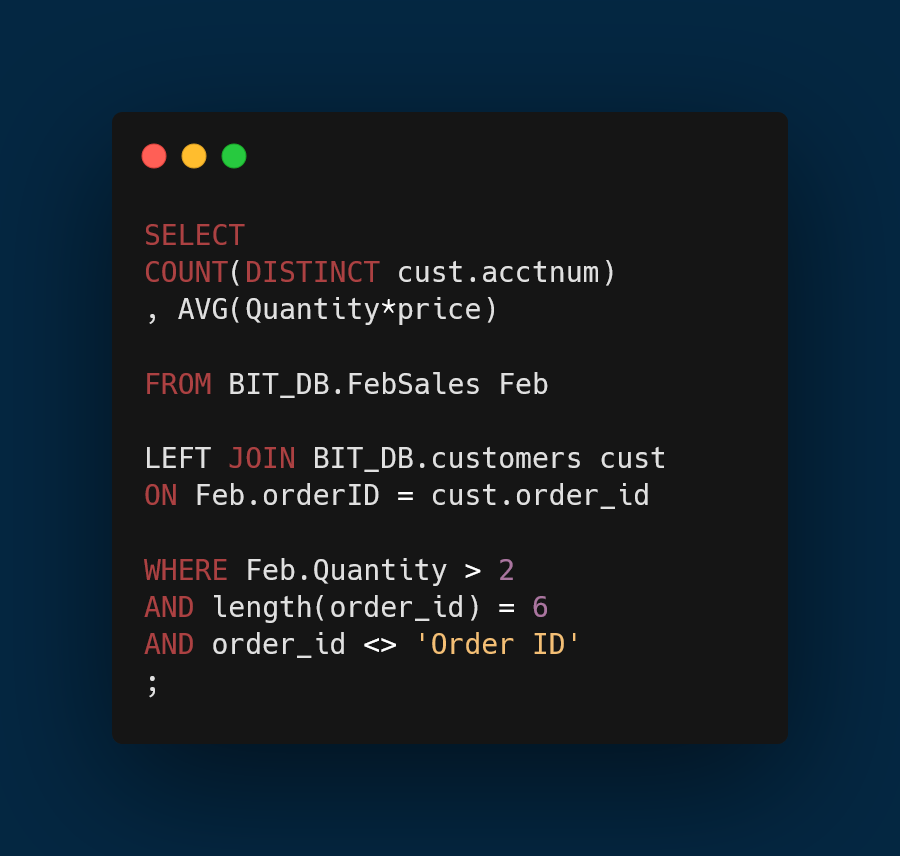 SELECT
COUNT(DISTINCT cust.acctnum)
, AVG(Quantity*price)
FROM BIT_DB.FebSales Feb
LEFT JOIN BIT_DB.customers cust
ON Feb.orderID = cust.order_id
WHERE Feb.Quantity > 2
AND length(order_id) = 6
AND order_id <> 'Order ID'
;